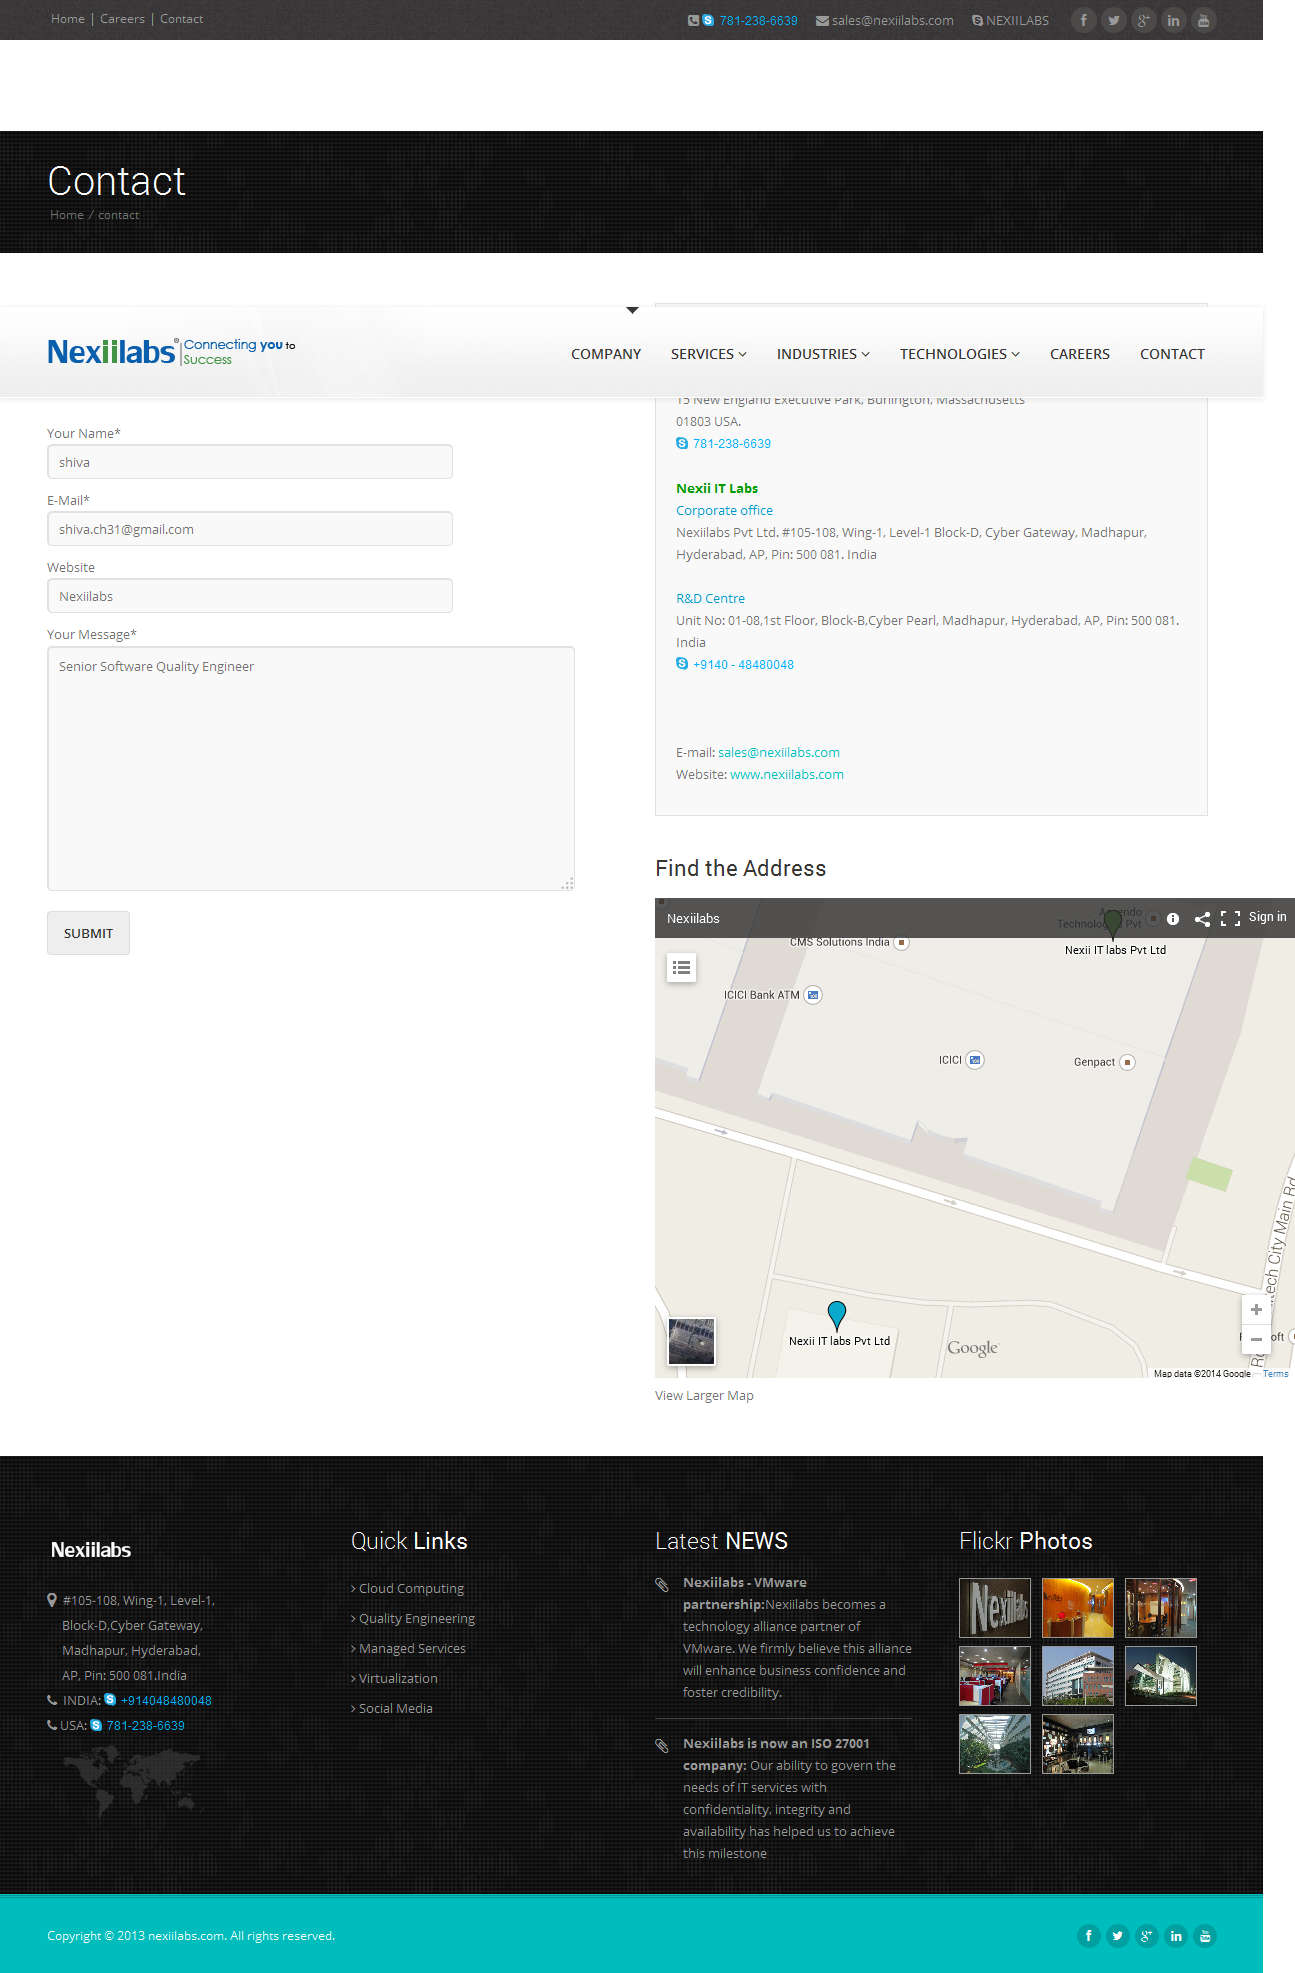 Home | Careers | Contact
781-238-6639 sales@nexiilabs.com NEXIILABS
Contact
Home / contact
Nexiilabs® Connecting you to
Success
COMPANY SERVICES INDUSTRIES TECHNOLOGIES CAREERS CONTACT
15 New England Executive Park, Burlington, Massachusetts
01803 USA.
781-238-6639
Nexii IT Labs
Corporate office
Nexiilabs Pvt Ltd. #105-108, Wing-1, Level-1 Block-D, Cyber Gateway, Madhapur,
Hyderabad, AP, Pin: 500 081. India
R&D Centre
Unit No: 01-08,1st Floor, Block-B,Cyber Pearl, Madhapur, Hyderabad, AP, Pin: 500 081.
India
+9140 - 48480048
E-mail: sales@nexiilabs.com
Website: www.nexiilabs.com
Your Name*
shiva
E-Mail*
shiva.ch31@gmail.com
Website
Nexiilabs
Your Message*
Senior Software Quality Engineer
SUBMIT
Find the Address
Nexiilabs
Sign in
Technolog Pvt
Nexii IT labs Pvt Ltd
CMS Solutions India
ICICI Bank ATM
ICICI
Genpact
tech City Main Rd
Nexii IT labs Pvt Ltd
Google
Map data ©2014 Google Terms
View Larger Map
Nexiilabs
#105-108, Wing-1, Level-1,
Block-D,Cyber Gateway,
Madhapur, Hyderabad,
AP, Pin: 500 081.India
INDIA: +914048480048
USA: 781-238-6639
Quick Links
Cloud Computing
Quality Engineering
Managed Services
Virtualization
Social Media
Latest NEWS
Nexiilabs - VMware
partnership:Nexiilabs becomes a
technology alliance partner of
VMware. We firmly believe this alliance
will enhance business confidence and
foster credibility.
Nexiilabs is now an ISO 27001
company: Our ability to govern the
needs of IT services with
confidentiality, integrity and
availability has helped us to achieve
this milestone
Flickr Photos
Nexiilabs
Copyright © 2013 nexiilabs.com. All rights reserved.